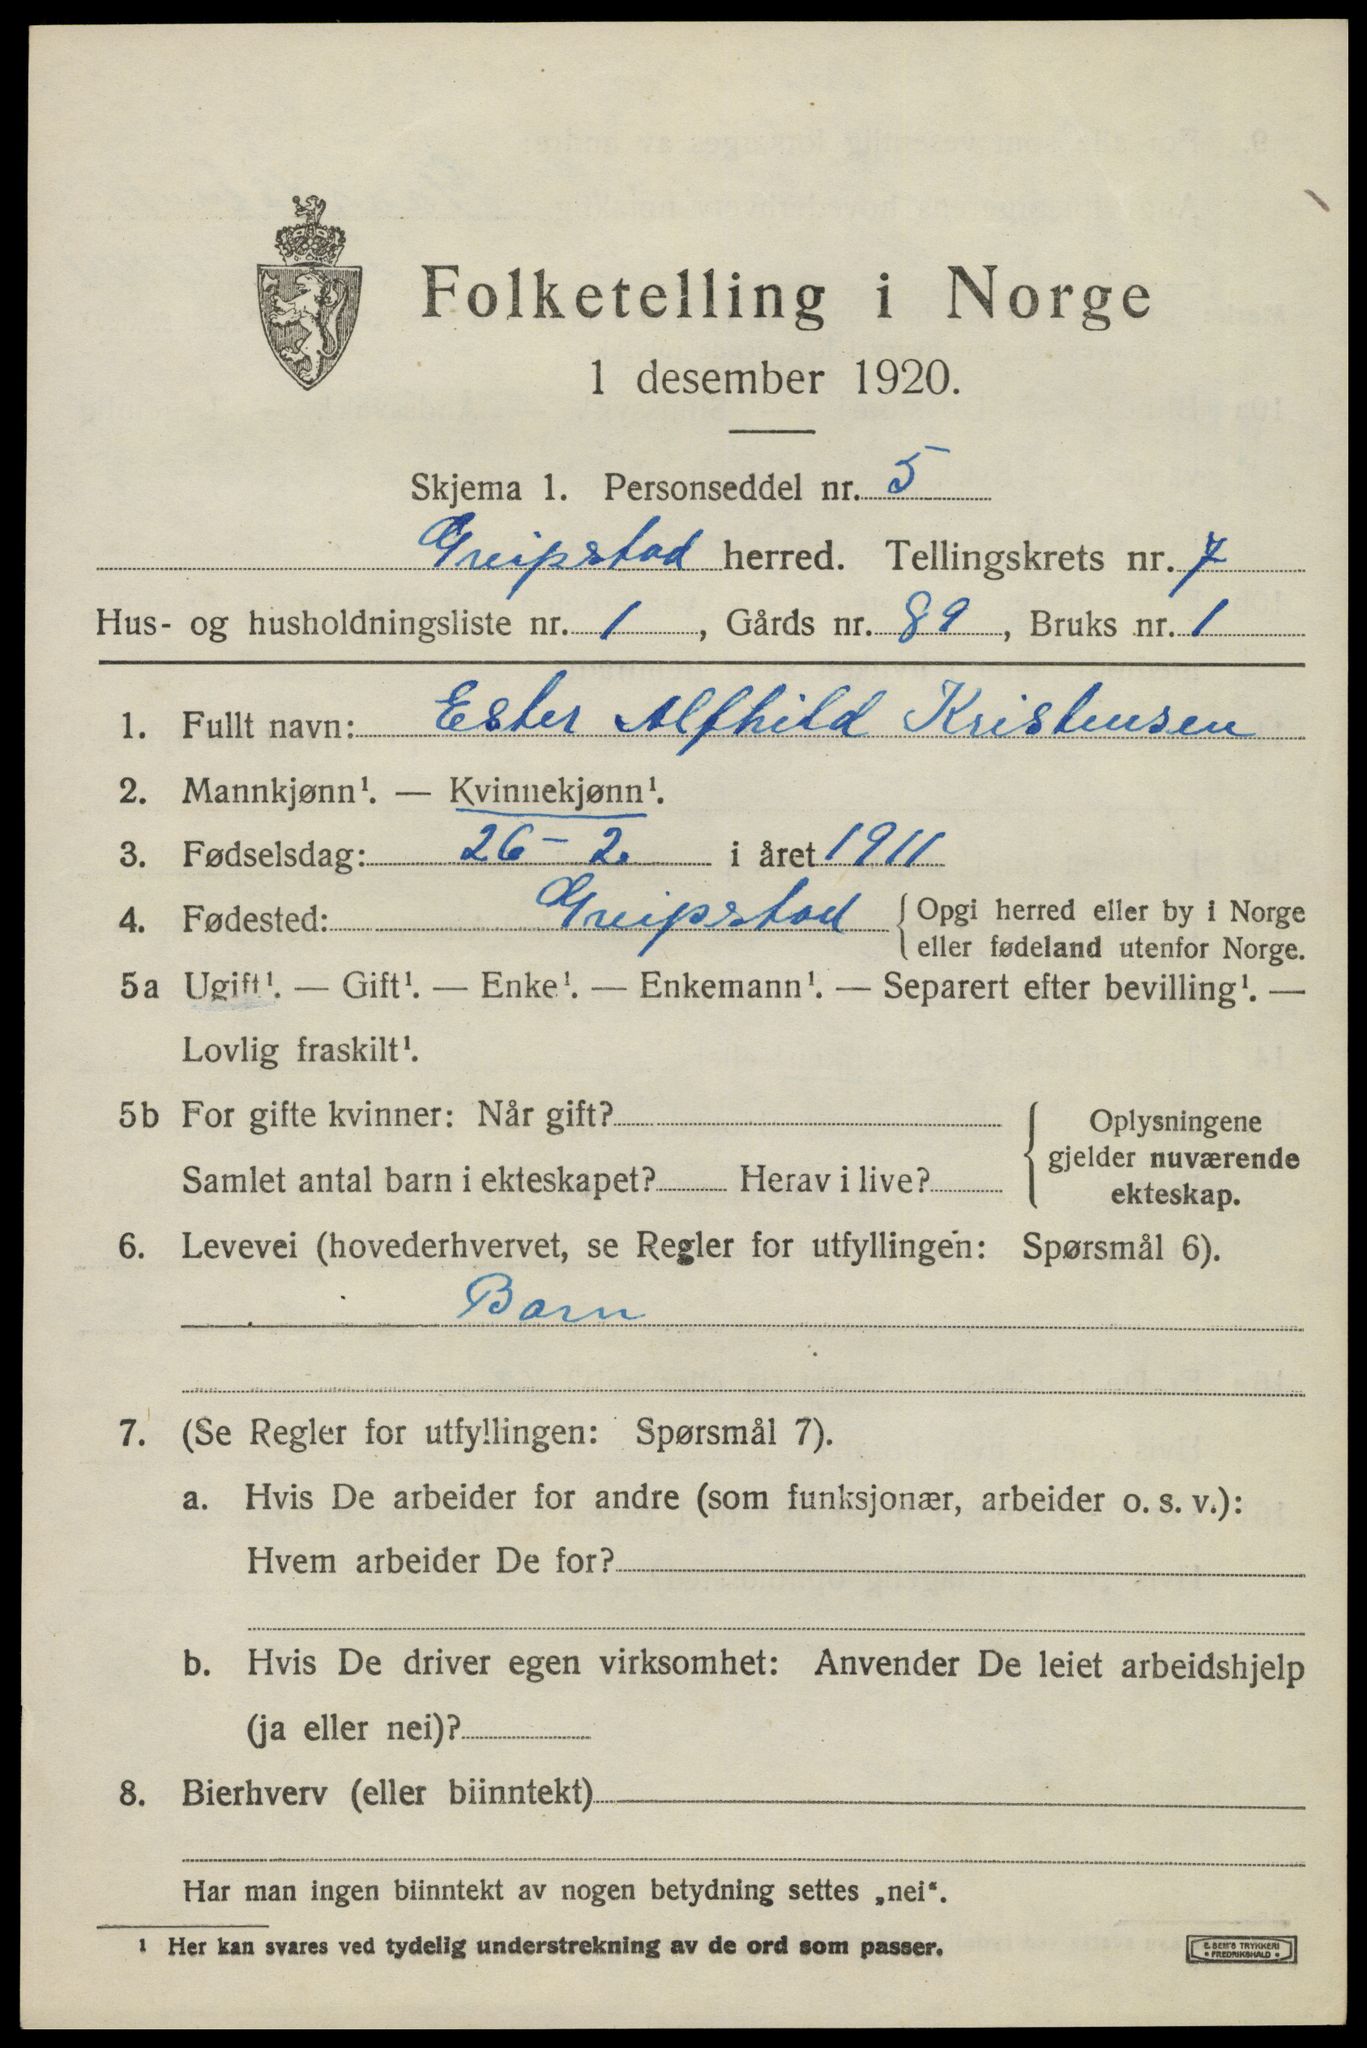 Folketelling i Norge
1 desember 1920.
Skjema 1. Personseddel nr. 5
Greipstad herred. Tellingskrets nr. 7
Hus- og husholdningsliste nr. 1, Gårds nr. 89, Bruks nr. 1
1. Fullt navn: Ester Alfhild Kristensen
2. Mannkjønn¹. — Kvinnekjønn¹.
3. Fødselsdag: 26 - 2. i året 1911
4. Fødested: Greipstad { Opgi herred eller by i Norge
eller fødeland utenfor Norge.
5a Ugift¹. — Gift¹. — Enke¹. — Enkemann¹. — Separert efter bevilling¹. —
Lovlig fraskilt¹.
5b For gifte kvinner: Når gift?
Samlet antal barn i ekteskapet? Herav i live?
Oplysningene
gjelder nuværende
ekteskap.
6. Levevei (hovederhvervet, se Regler for utfyllingen: Spørsmål 6).
Barn
7. (Se Regler for utfyllingen: Spørsmål 7).
a. Hvis De arbeider for andre (som funksjonær, arbeider o. s. v.):
Hvem arbeider De for?
b. Hvis De driver egen virksomhet: Anvender De leiet arbeidshjelp
(ja eller nei)?
8. Bierhverv (eller biinntekt)
Har man ingen biinntekt av nogen betydning settes „nei“.
1 Her kan svares ved tydelig understrekning av de ord som passer.
E. SEM'S TRYKKERI
• FREDRIKSHALD •